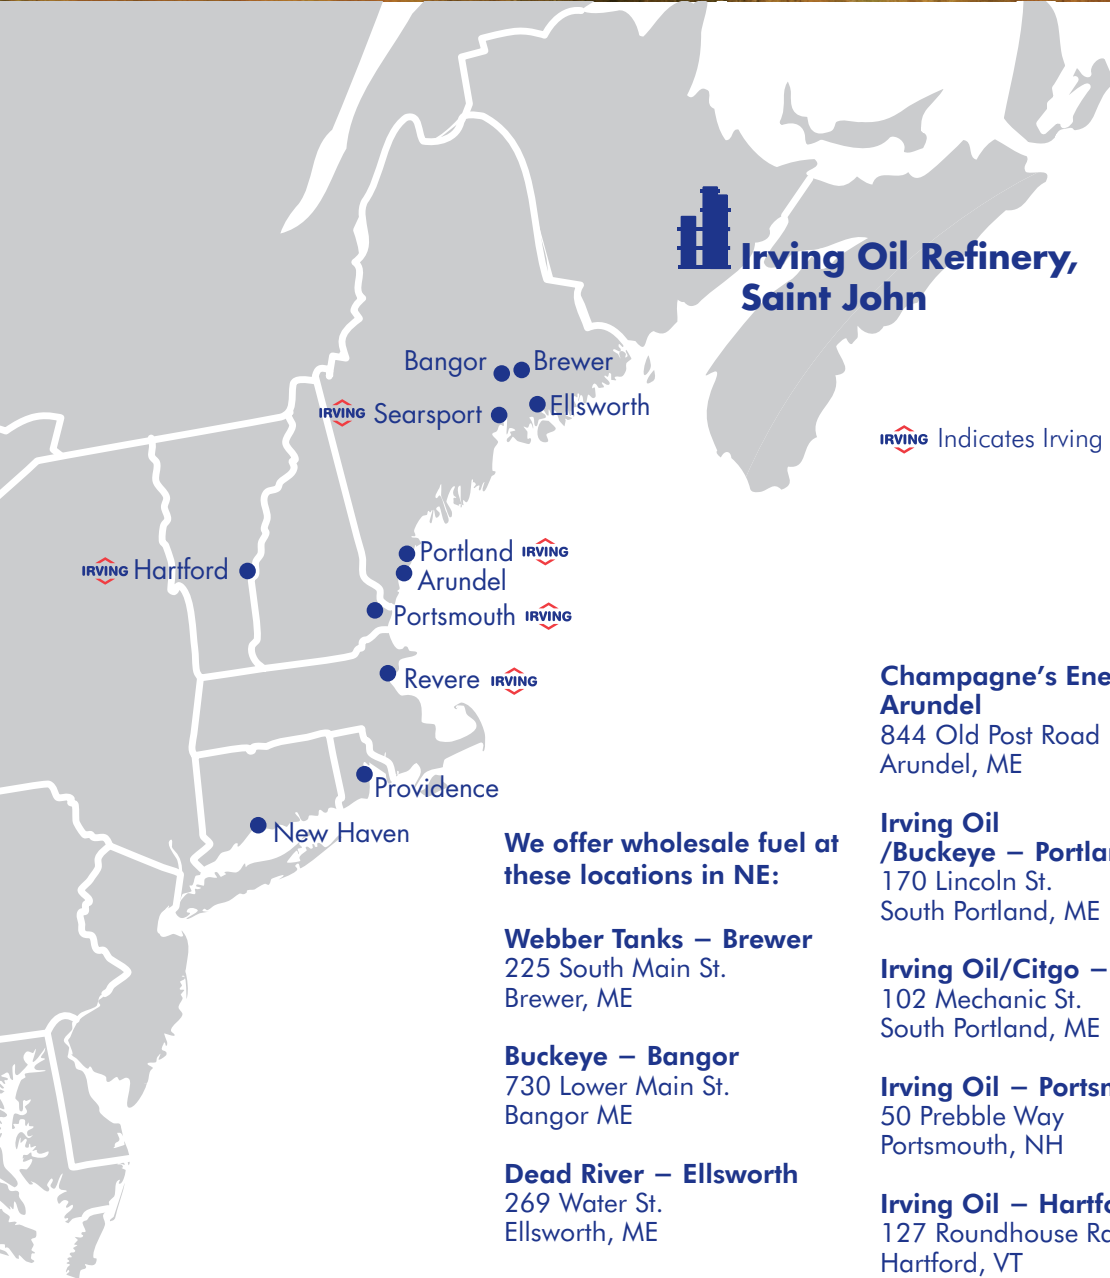 Irving Oil Refinery,
Saint John
Bangor
Brewer
IRVING Searsport
Ellsworth
IRVING Indicates Irving
Portland IRVING
IRVING Hartford
Arundel
Portsmouth IRVING
Revere IRVING
Providence
New Haven
We offer wholesale fuel at
these locations in NE:
Webber Tanks – Brewer
225 South Main St.
Brewer, ME
Buckeye – Bangor
730 Lower Main St.
Bangor ME
Dead River – Ellsworth
269 Water St.
Ellsworth, ME
Champagne's
Arundel
844 Old Post Road
Arundel, ME
Irving Oil
/Buckeye –
170 Lincoln St.
South Portland, ME
Irving Oil/Citgo –
102 Mechanic St.
South Portland, ME
Irving Oil –
50 Prebble Way
Portsmouth, NH
Irving Oil –
127 Roundhouse
Hartford, VT